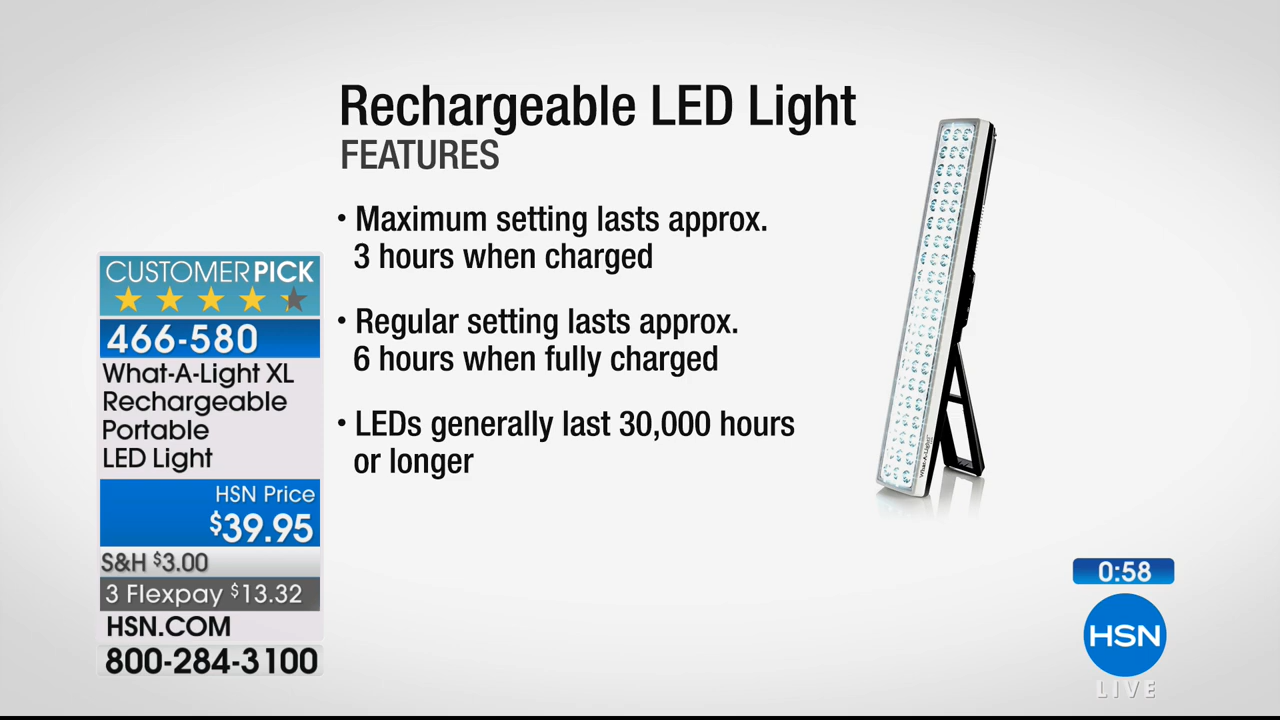 Rechargeable LED Light
FEATURES
• Maximum setting lasts approx.
3 hours when charged
• Regular setting lasts approx.
6 hours when fully charged
• LEDs generally last 30,000 hours
or longer
CUSTOMER PICK
466-580
What-A-Light XL
Rechargeable
Portable
LED Light
HSN Price
$39.95
S&H $3.00
3 Flexpay $13.32
HSN.COM
800-284-3100
What-A-Light
0:58
HSN
LIVE